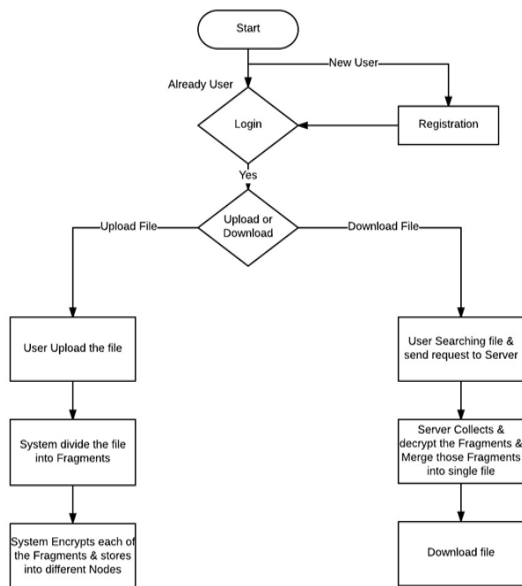 Start
New User
Already User
Login
Registration
Yes
Upload or
Download
Upload File
Download File
User Upload the file
User Searching file &
send request to Server
System divide the file
into Fragments
Server Collects &
decrypt the Fragments &
Merge those Fragments
into single file
System Encrypts each of
the Fragments & stores
into different Nodes
Download file